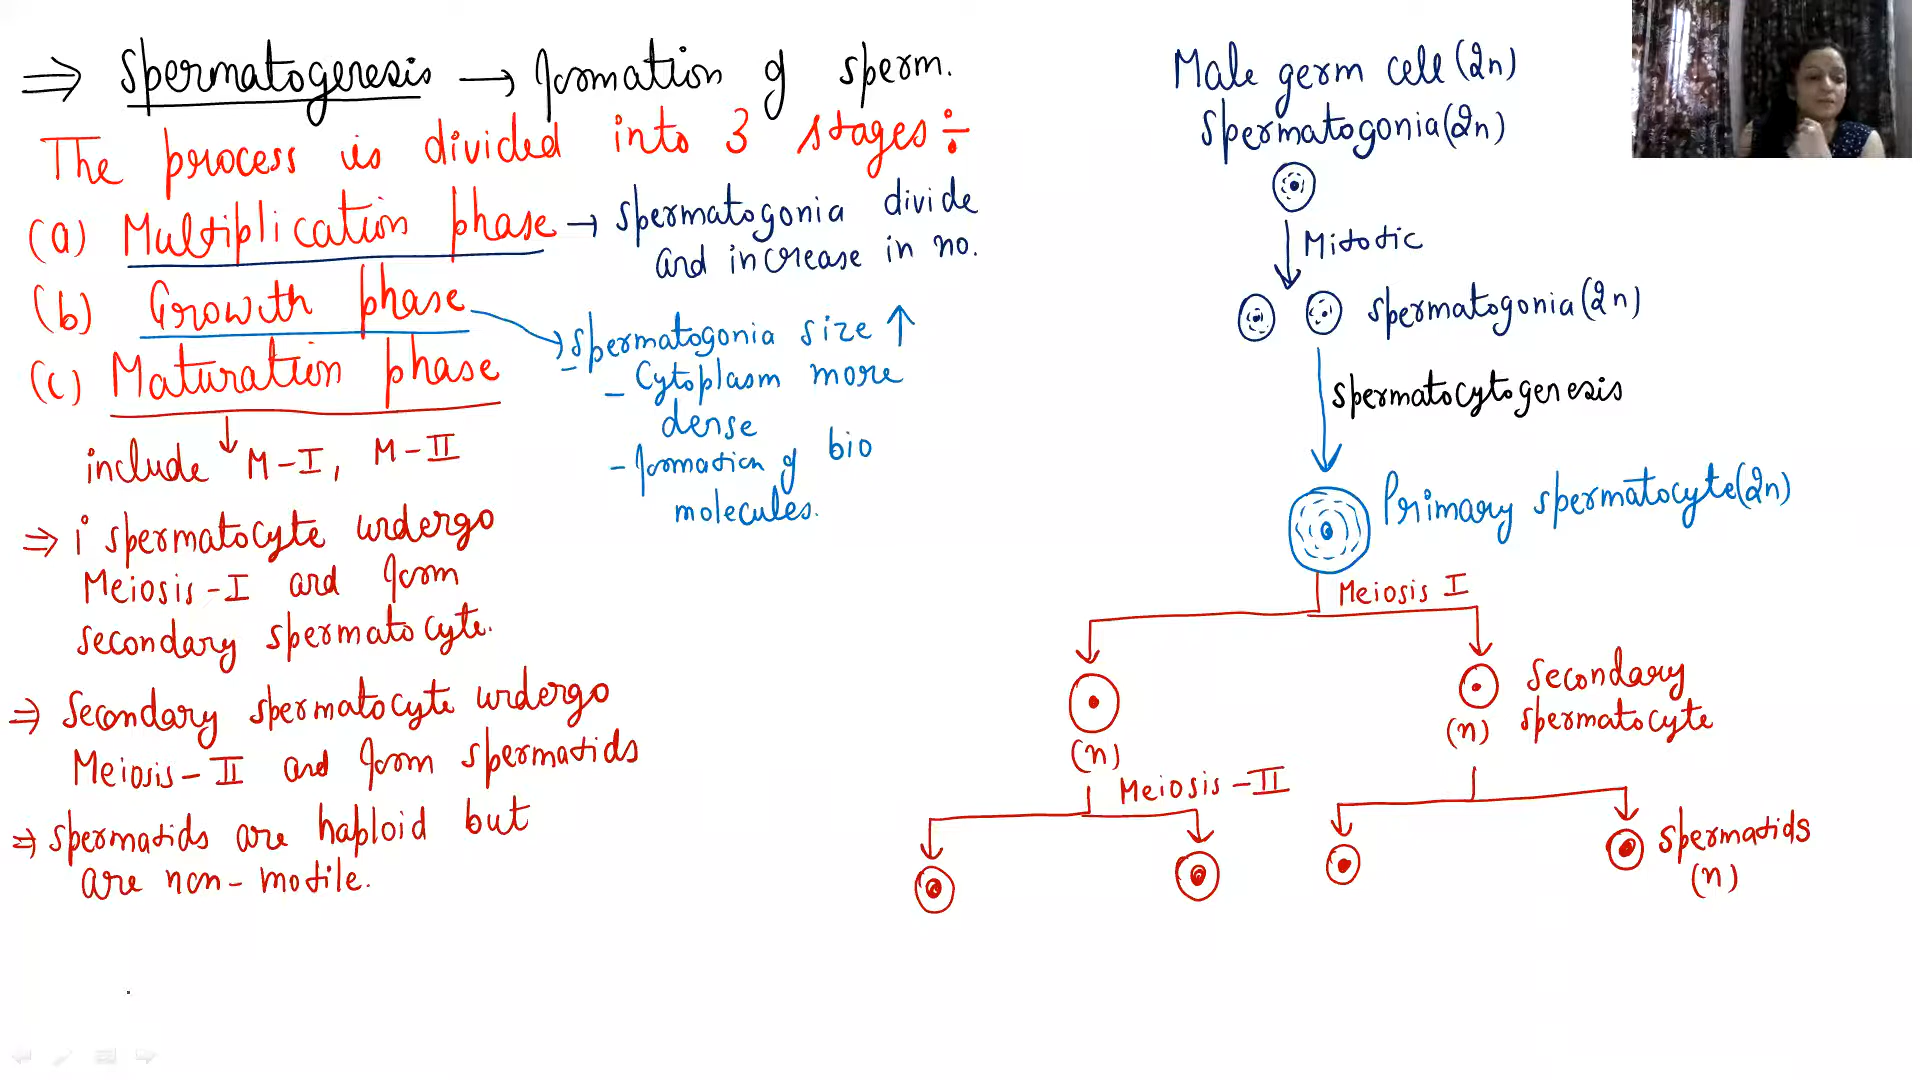 ⇒ Spermatogenesis → formation of sperm.
The process is divided into 3 stages÷
(a) Multiplication phase → spermatogonia divide
and increase in no.
(b) Growth phase → spermatogonia size ↑
- Cytoplasm more
dense
- formation of bio
molecules.
(c) Maturation phase
include M-I, M-II
⇒ i° spermatocyte undergo
Meiosis-I and form
secondary spermatocyte.
⇒ Secondary spermatocyte undergo
Meiosis-II and form spermatids
⇒ spermatids are haploid but
are non-motile.
Male germ cell (2n)
Spermatogonia(2n)
Mitotic
spermatogonia(2n)
Spermatocytogenesis
Primary spermatocyte(2n)
Meiosis I
Secondary
(n) spermatocyte
(n)
Meiosis-II
spermatids
(n)